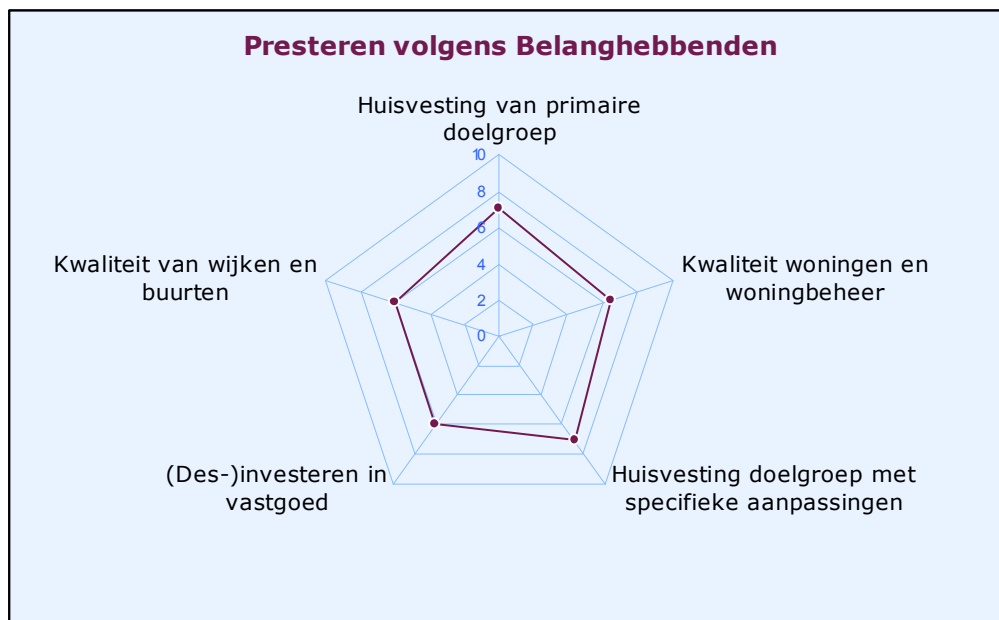 Presteren volgens Belanghebbenden
Huisvesting van primaire
doelgroep
10
8
6
4
2
0
Kwaliteit van wijken en
buurten
Kwaliteit woningen en
woningbeheer
(Des-)investeren in
vastgoed
Huisvesting doelgroep met
specifieke aanpassingen